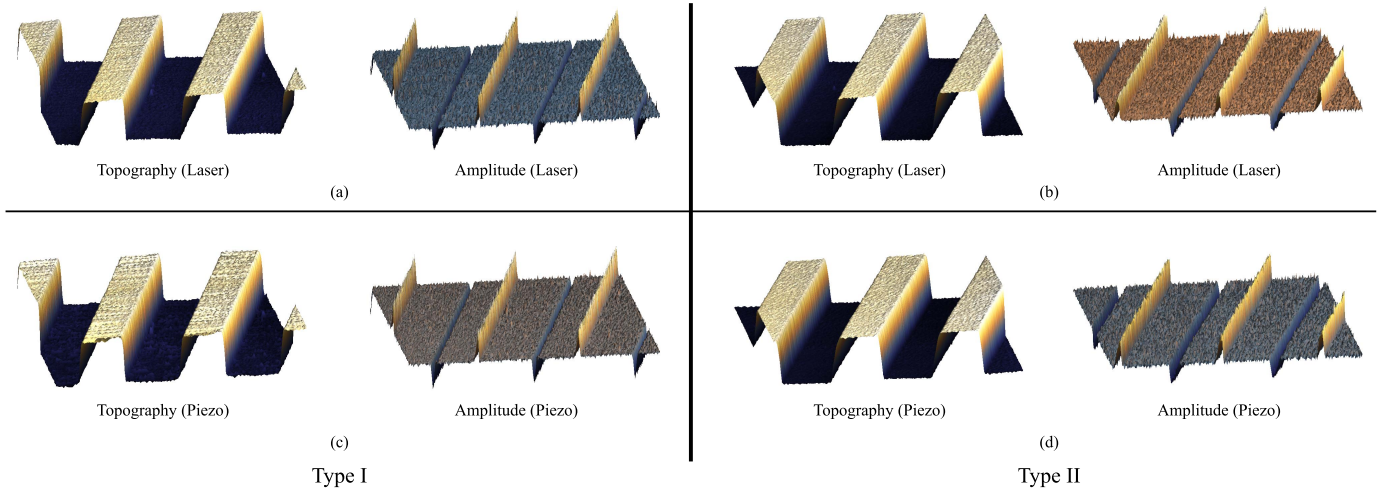 Topography (Laser)
Amplitude (Laser)
(a)
Topography (Laser)
Amplitude (Laser)
(b)
Topography (Piezo)
Amplitude (Piezo)
(c)
Topography (Piezo)
Amplitude (Piezo)
(d)
Type I
Type II